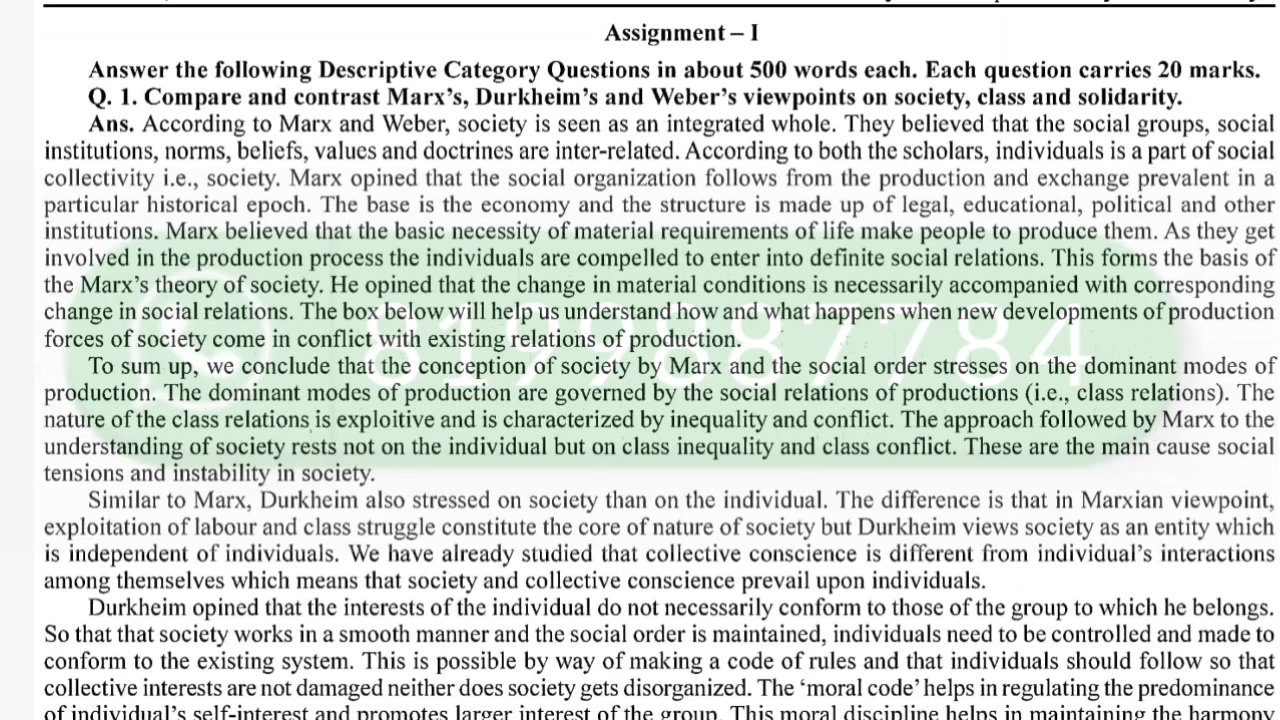 Assignment – I
Answer the following Descriptive Category Questions in about 500 words each. Each question carries 20 marks.
Q. 1. Compare and contrast Marx's, Durkheim's and Weber's viewpoints on society, class and solidarity.
Ans. According to Marx and Weber, society is seen as an integrated whole. They believed that the social groups, social
institutions, norms, beliefs, values and doctrines are inter-related. According to both the scholars, individuals is a part of social
collectivity i.e., society. Marx opined that the social organization follows from the production and exchange prevalent in a
particular historical epoch. The base is the economy and the structure is made up of legal, educational, political and other
institutions. Marx believed that the basic necessity of material requirements of life make people to produce them. As they get
involved in the production process the individuals are compelled to enter into definite social relations. This forms the basis of
the Marx's theory of society. He opined that the change in material conditions is necessarily accompanied with corresponding
change in social relations. The box below will help us understand how and what happens when new developments of production
forces of society come in conflict with existing relations of production.
To sum up, we conclude that the conception of society by Marx and the social order stresses on the dominant modes of
production. The dominant modes of production are governed by the social relations of productions (i.e., class relations). The
nature of the class relations is exploitive and is characterized by inequality and conflict. The approach followed by Marx to the
understanding of society rests not on the individual but on class inequality and class conflict. These are the main cause social
tensions and instability in society.
Similar to Marx, Durkheim also stressed on society than on the individual. The difference is that in Marxian viewpoint,
exploitation of labour and class struggle constitute the core of nature of society but Durkheim views society as an entity which
is independent of individuals. We have already studied that collective conscience is different from individual's interactions
among themselves which means that society and collective conscience prevail upon individuals.
Durkheim opined that the interests of the individual do not necessarily conform to those of the group to which he belongs.
So that that society works in a smooth manner and the social order is maintained, individuals need to be controlled and made to
conform to the existing system. This is possible by way of making a code of rules and that individuals should follow so that
collective interests are not damaged neither does society gets disorganized. The 'moral code' helps in regulating the predominance
of individual's self-interest and promotes larger interest of the group. This moral discipline helps in maintaining the harmony